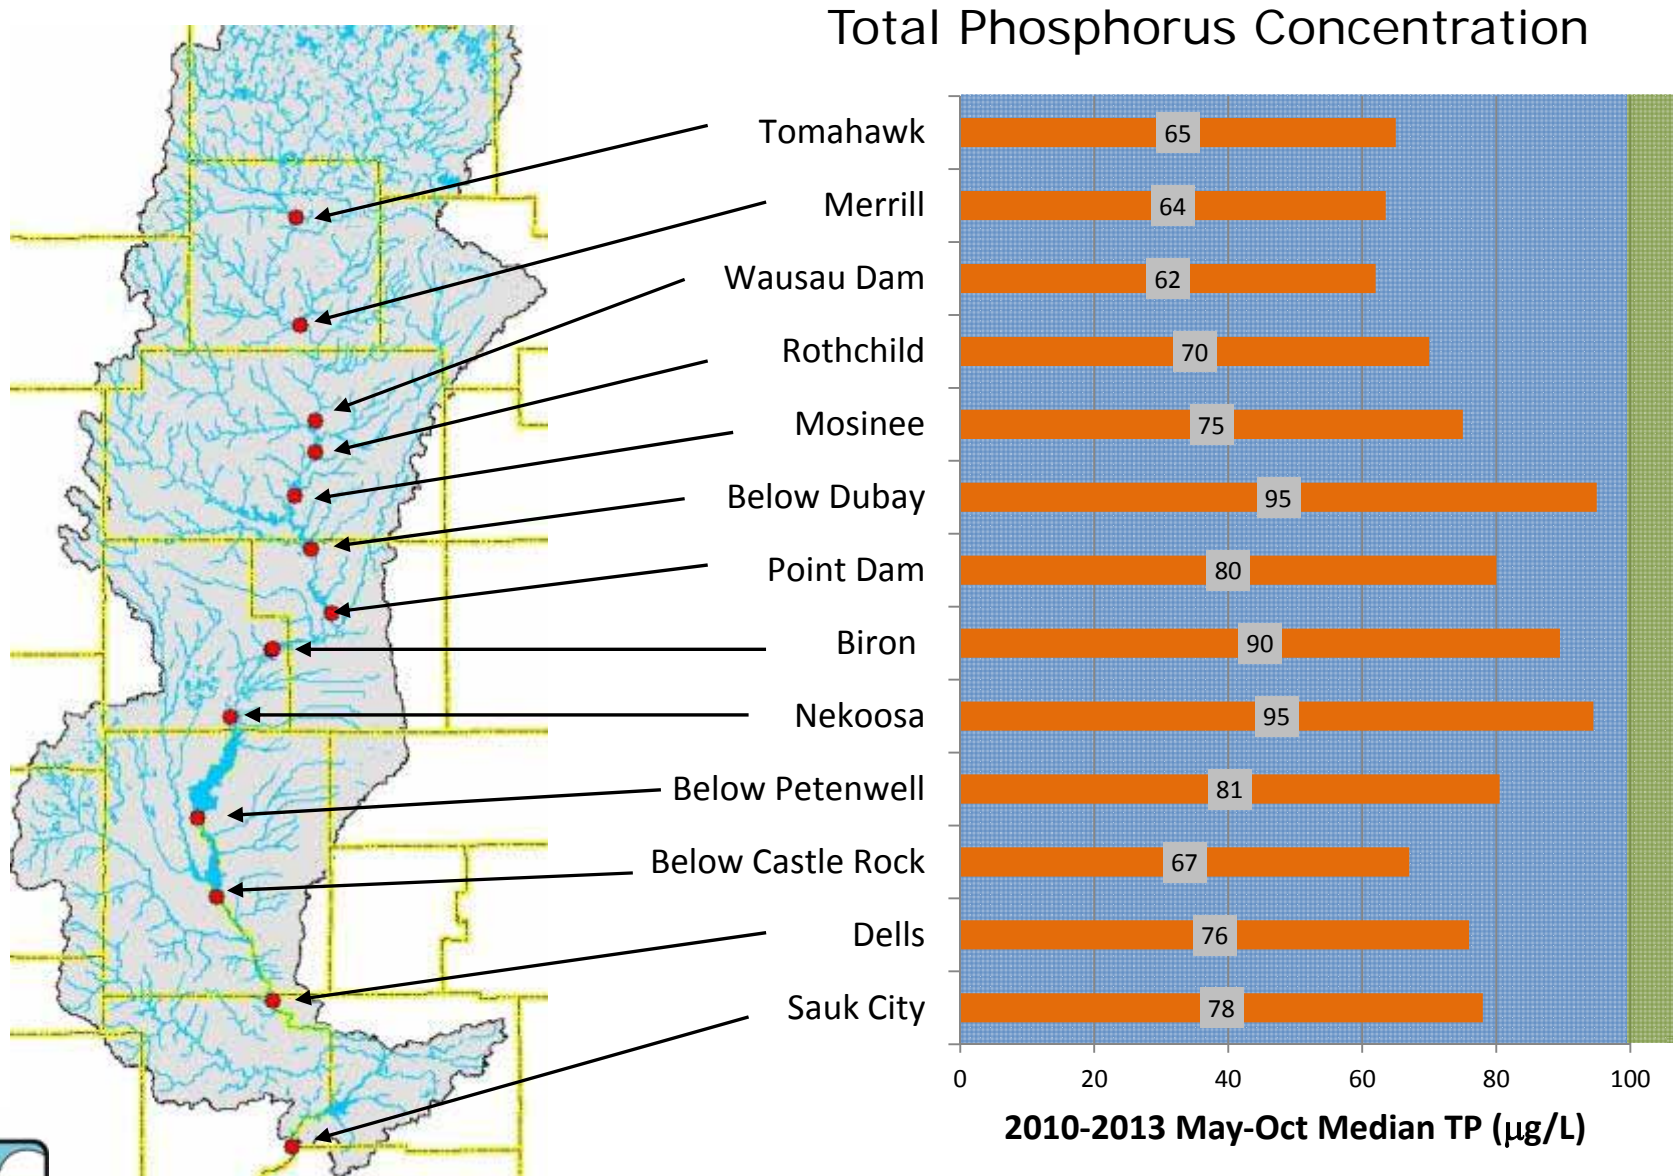 Total Phosphorus Concentration
Tomahawk 65
Merrill 64
Wausau Dam 62
Rothchild 70
Mosinee 75
Below Dubay 95
Point Dam 80
Biron 90
Nekoosa 95
Below Petenwell 81
Below Castle Rock 67
Dells 76
Sauk City 78
0 20 40 60 80 100
2010-2013 May-Oct Median TP (µg/L)